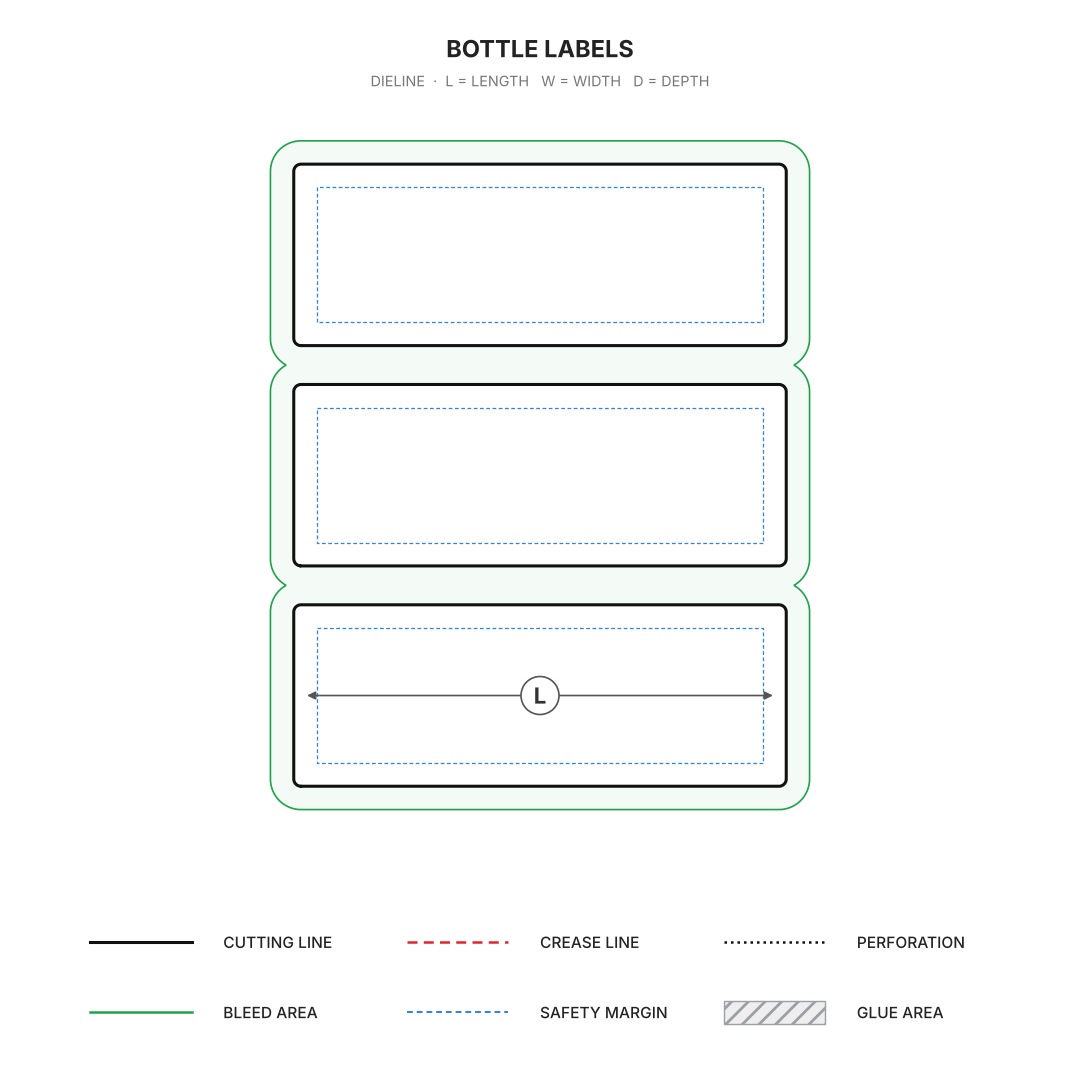 BOTTLE LABELS
DIELINE · L = LENGTH W = WIDTH D = DEPTH
L
CUTTING LINE
CREASE LINE
PERFORATION
BLEED AREA
SAFETY MARGIN
GLUE AREA